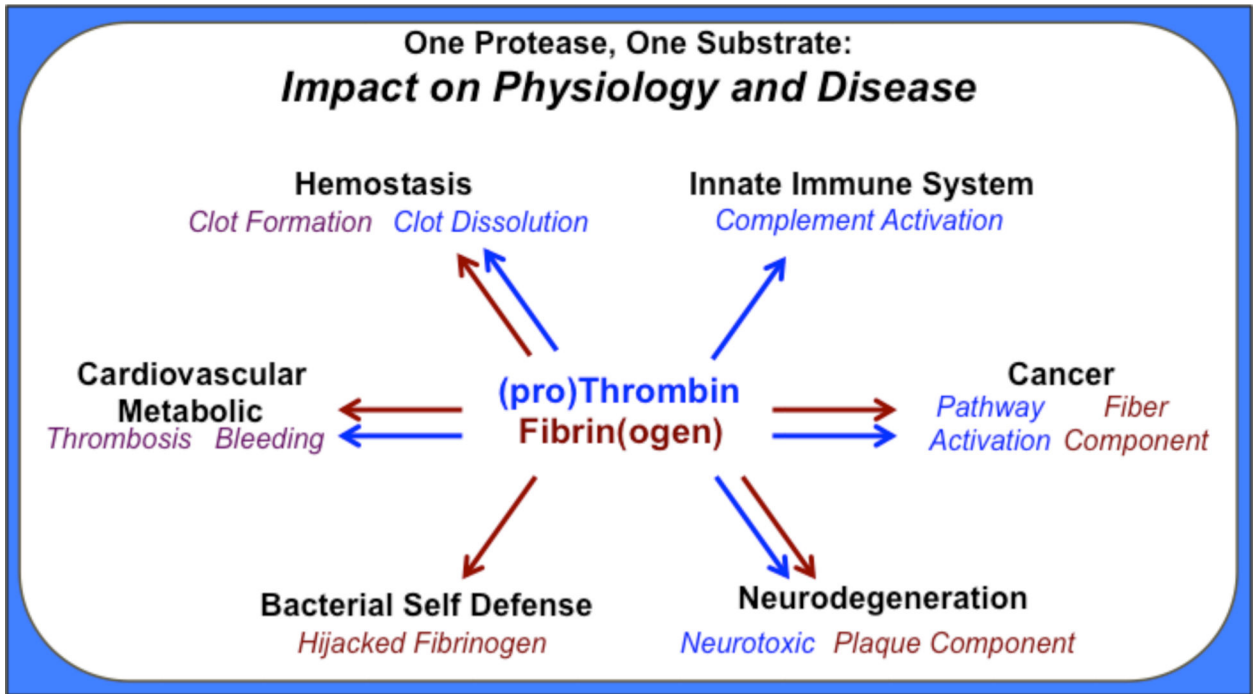 One Protease, One Substrate:
Impact on Physiology and Disease
Hemostasis
Clot Formation Clot Dissolution
Innate Immune System
Complement Activation
Cardiovascular
Metabolic
Thrombosis Bleeding
(pro)Thrombin
Fibrin(ogen)
Cancer
Pathway Fiber
Activation Component
Bacterial Self Defense
Hijacked Fibrinogen
Neurodegeneration
Neurotoxic Plaque Component